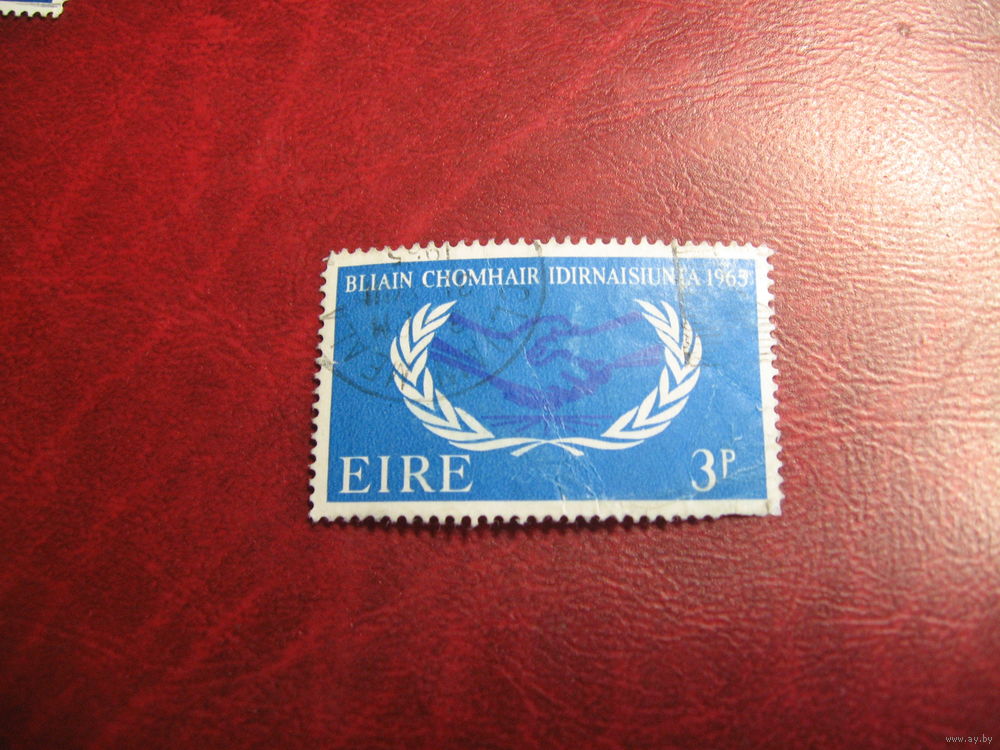 BLIAIN CHOMHAIR IDIRNAISIUNTA 1965
EIRE 3P
www.ay.by